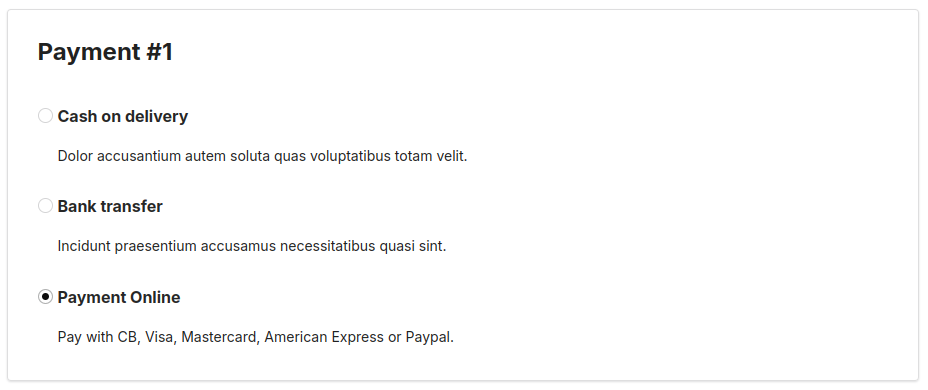 Payment #1
Cash on delivery
Dolor accusantium autem soluta quas voluptatibus totam velit.
Bank transfer
Incidunt praesentium accusamus necessitatibus quasi sint.
Payment Online
Pay with CB, Visa, Mastercard, American Express or Paypal.